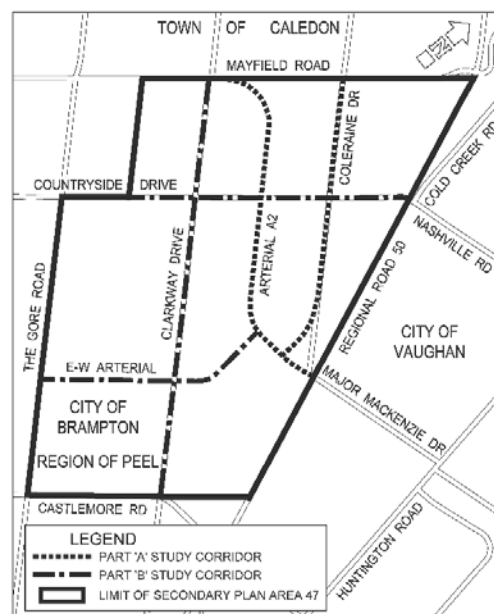 TOWN OF CALEDON
MAYFIELD ROAD
COLERAINE DR
COLD CREEK RD
COUNTRYSIDE DRIVE
NASHVILLE RD
CLARKWAY DRIVE
ARTERIAL A2
REGIONAL ROAD 50
THE GORE ROAD
CITY OF
VAUGHAN
E-W ARTERIAL
MAJOR MACKENZIE DR
CITY OF
BRAMPTON
REGION OF PEEL
CASTLEMORE RD
HUNTINGTON ROAD
LEGEND
PART 'A' STUDY CORRIDOR
PART 'B' STUDY CORRIDOR
LIMIT OF SECONDARY PLAN AREA 47